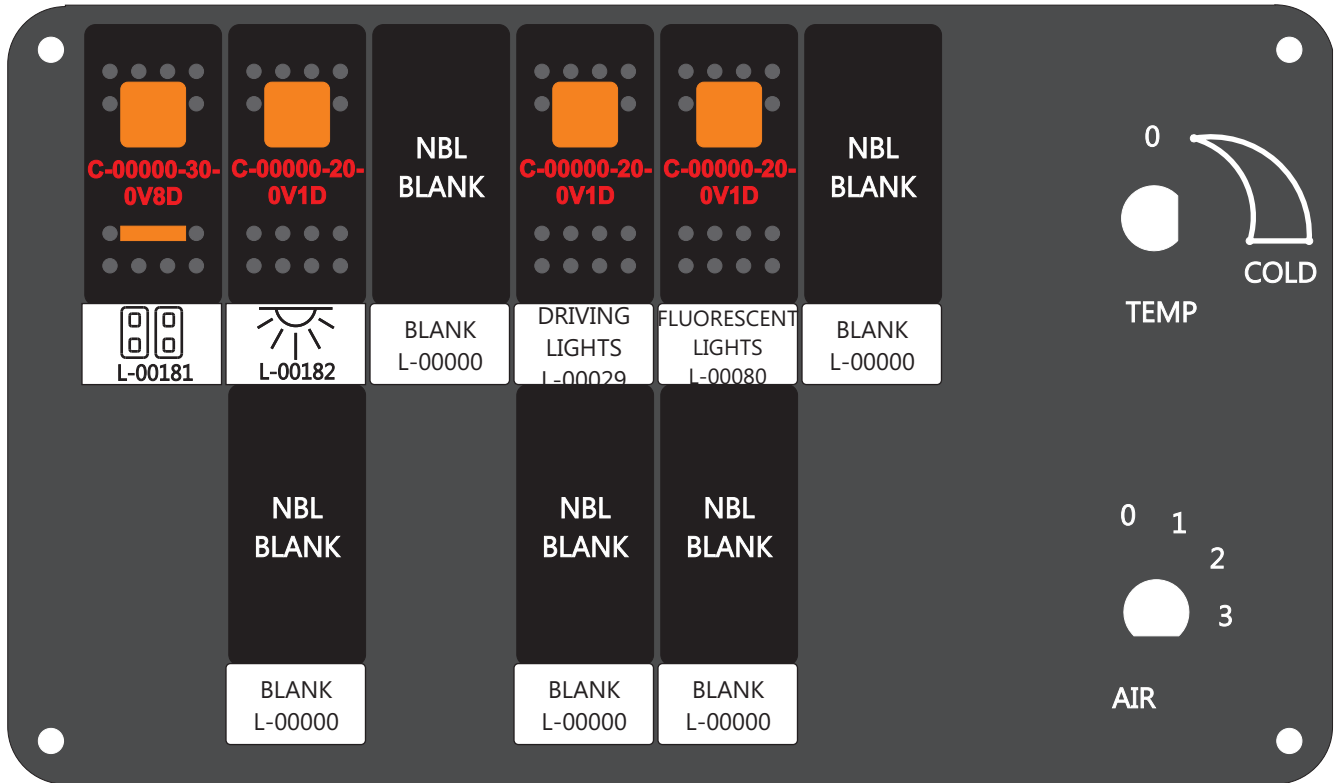 C-00000-30-
0V8D
L-00181
C-00000-20-
0V1D
L-00182
NBL
BLANK
BLANK
L-00000
C-00000-20-
0V1D
DRIVING
LIGHTS
L-00029
C-00000-20-
0V1D
FLUORESCENT
LIGHTS
L-00080
NBL
BLANK
BLANK
L-00000
0
COLD
TEMP
NBL
BLANK
BLANK
L-00000
NBL
BLANK
BLANK
L-00000
NBL
BLANK
BLANK
L-00000
0
1
2
3
AIR